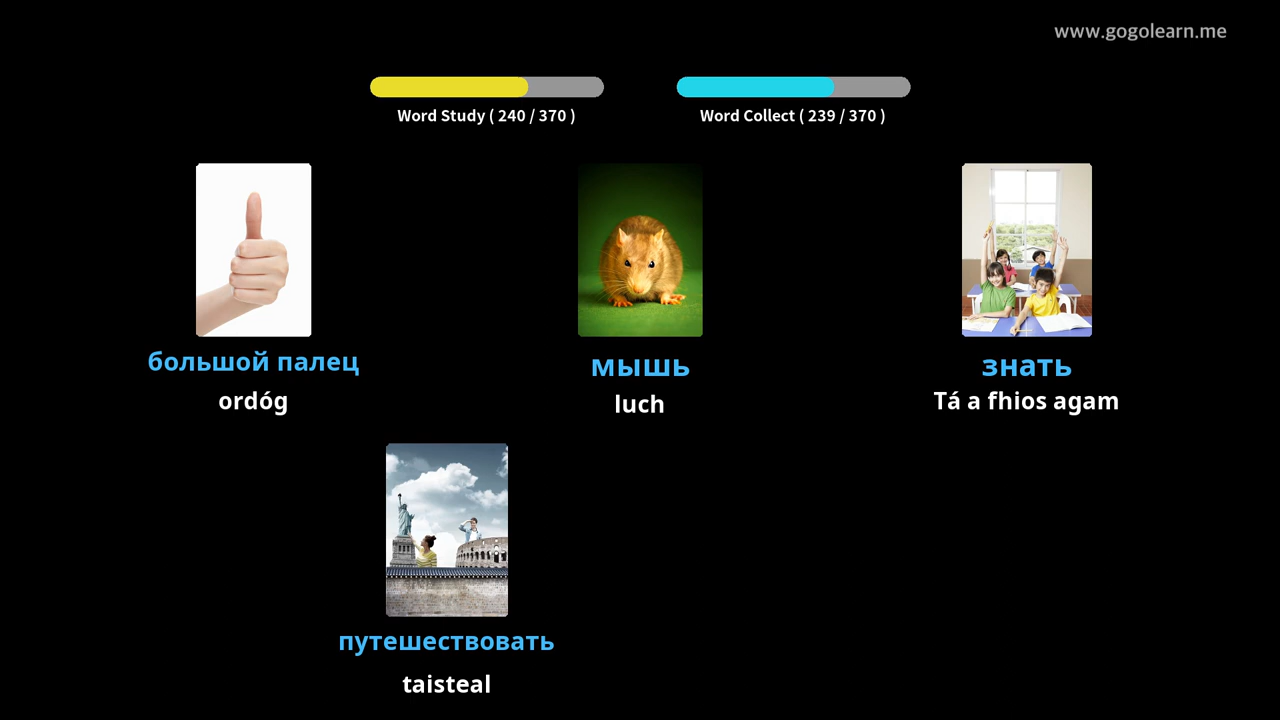 www.gogolearn.me
Word Study ( 240 / 370 )
Word Collect ( 239 / 370 )
большой палец
мышь
знать
ordóg
luch
Tá a fhios agam
путешествовать
taisteal